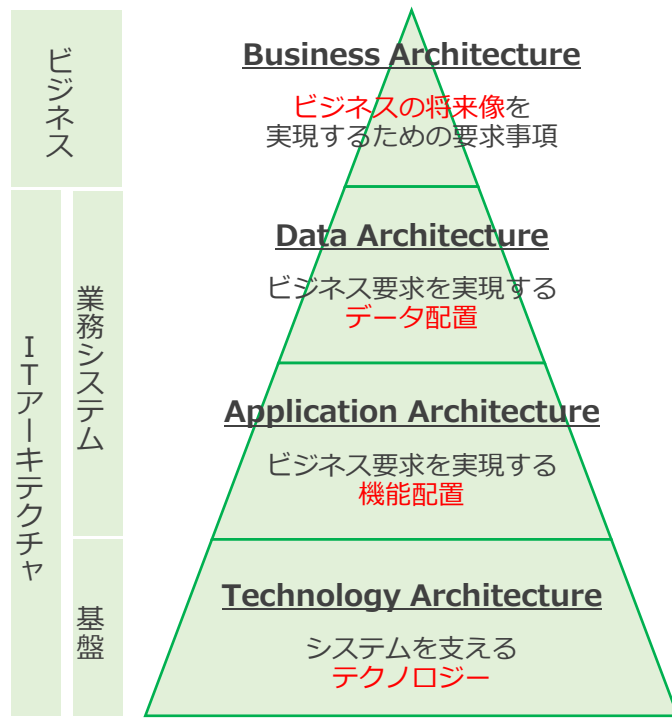 ビジネス
ITアーキテクチャ
業務システム
基盤
Business Architecture
ビジネスの将来像を
実現するための要求事項
Data Architecture
ビジネス要求を実現する
データ配置
Application Architecture
ビジネス要求を実現する
機能配置
Technology Architecture
システムを支える
テクノロジー